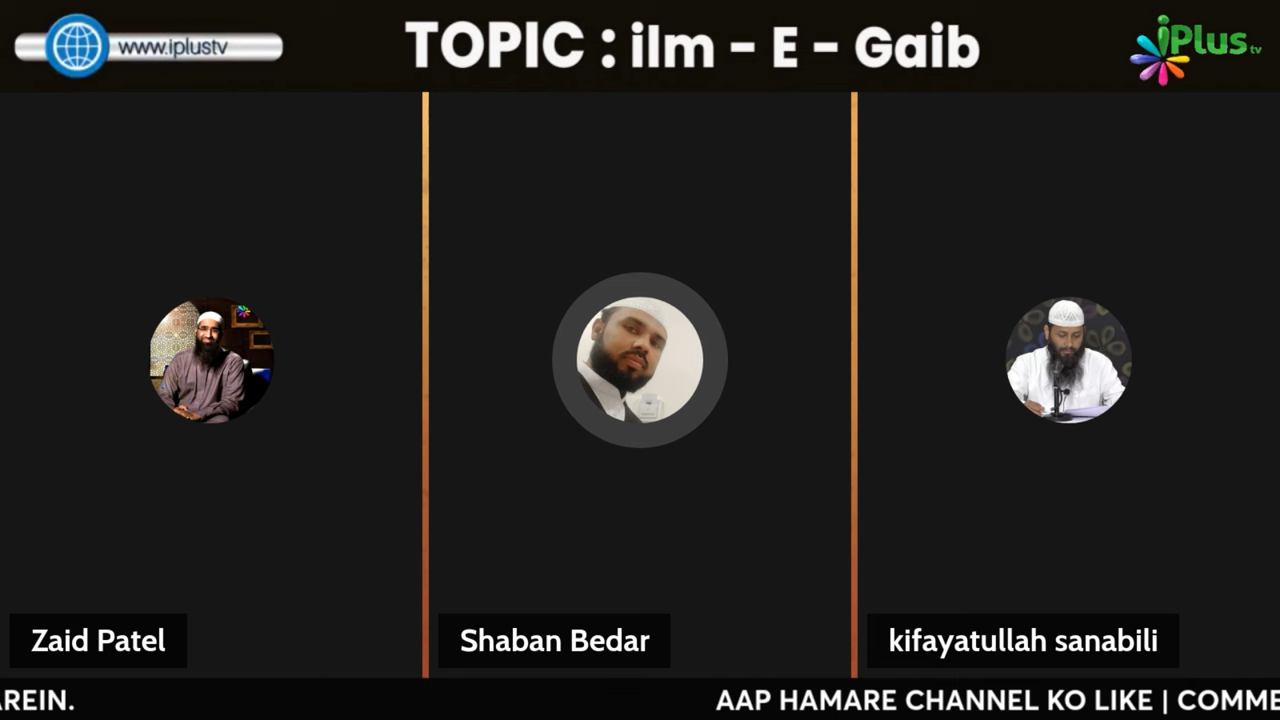 www.iplustv
TOPIC : ilm - E - Gaib
iPlus tv
Zaid Patel
Shaban Bedar
kifayatullah sanabili
AREIN.
AAP HAMARE CHANNEL KO LIKE | COMME